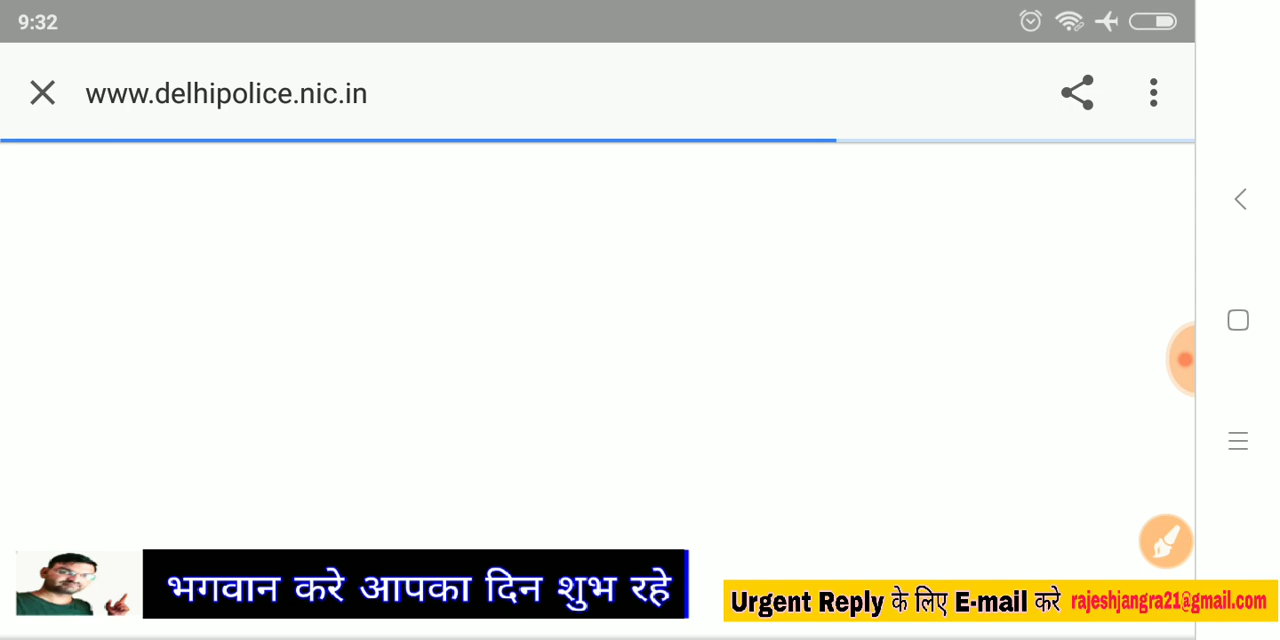 9:32
www.delhipolice.nic.in
भगवान करे आपका दिन शुभ रहे
Urgent Reply के लिए E-mail करे rajeshjangra21@gmail.com